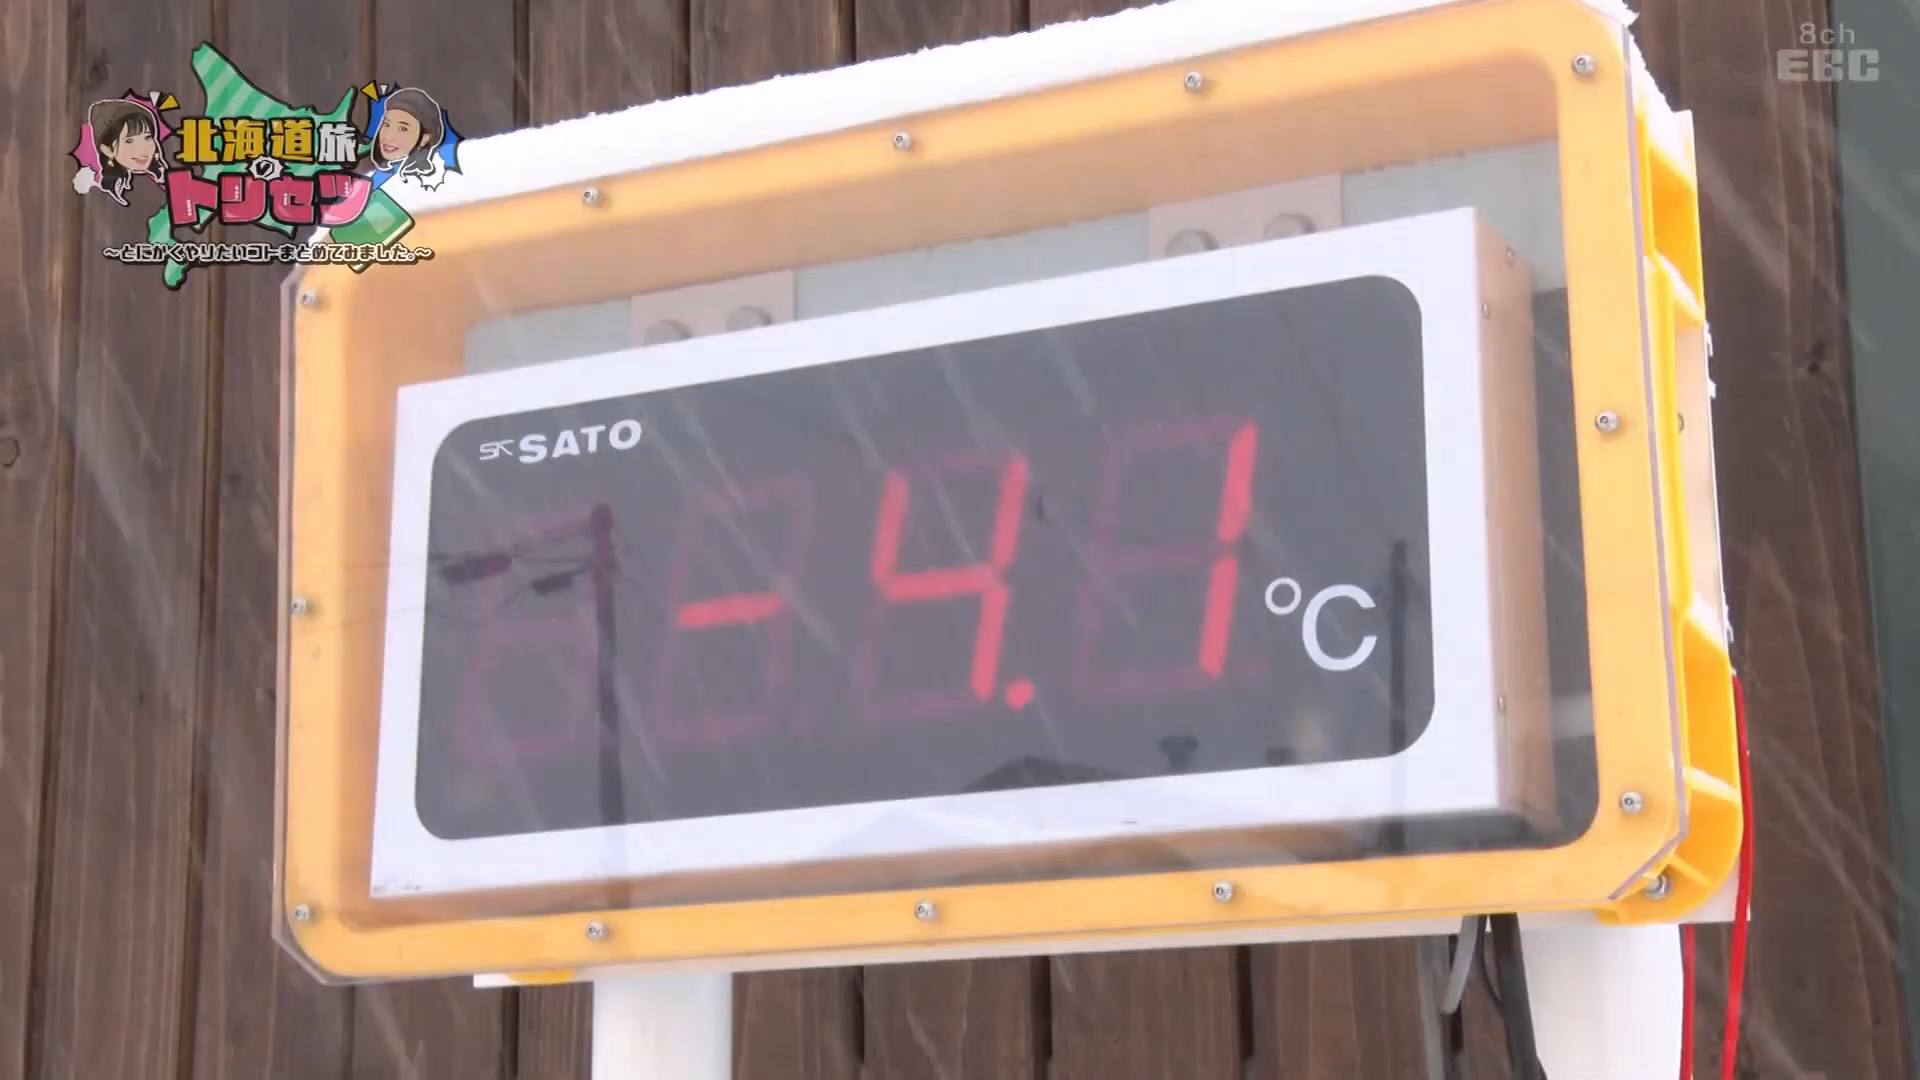 8ch
EBC
北海道旅
の
トリセツ
～とにかくやりたいコトまとめてみました。～
SK SATO
-4.1 °C